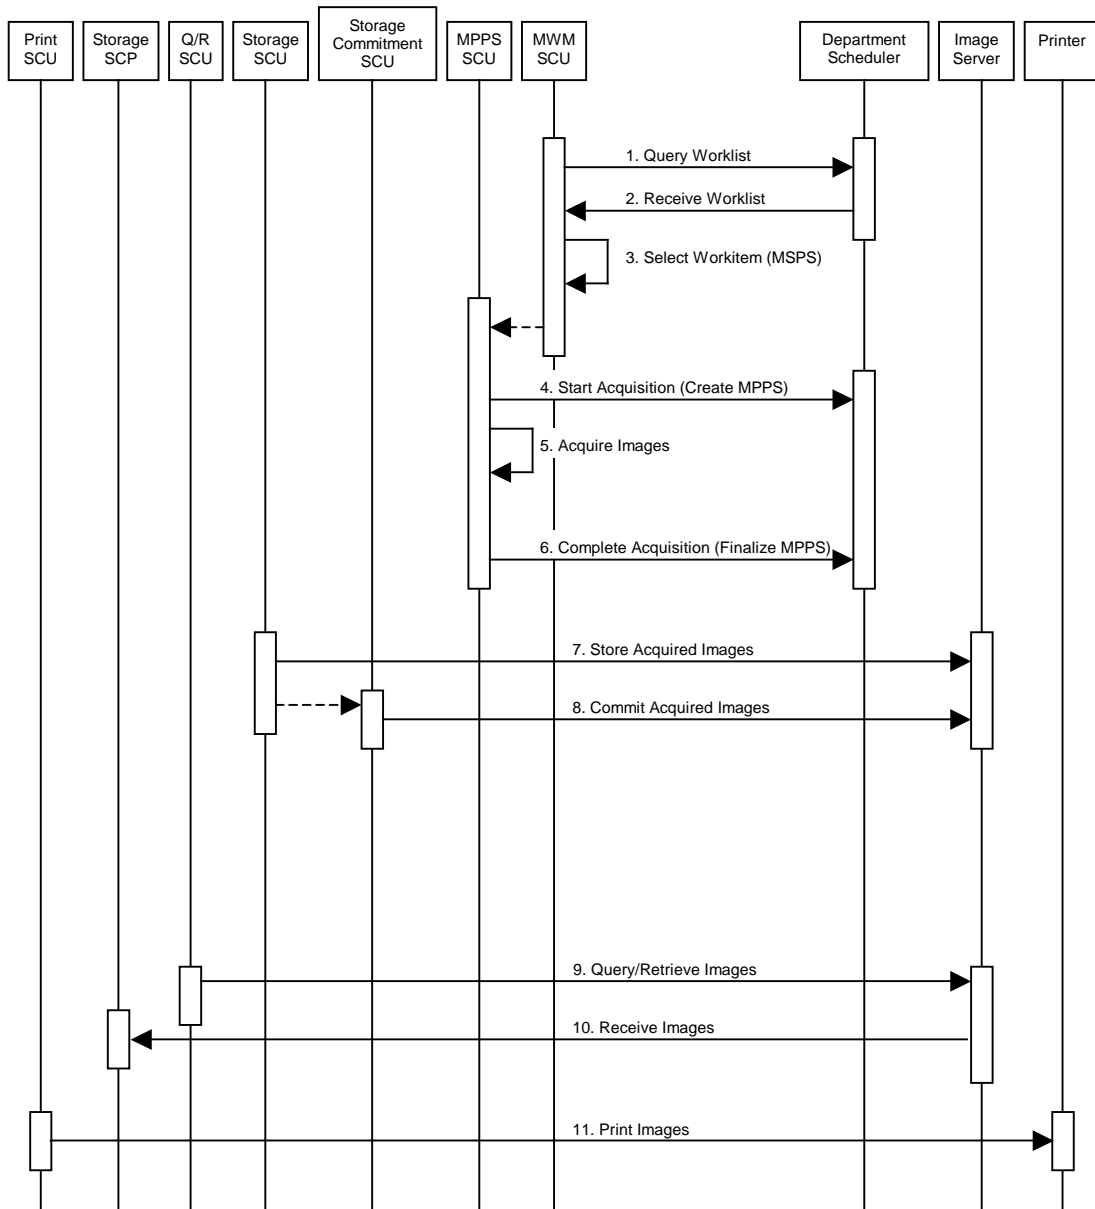 Print
SCU
Storage
SCP
Q/R
SCU
Storage
SCU
Storage
Commitment
SCU
MPPS
SCU
MWM
SCU
Department
Scheduler
Image
Server
Printer
1. Query Worklist
2. Receive Worklist
3. Select Workitem (MSPS)
4. Start Acquisition (Create MPPS)
5. Acquire Images
6. Complete Acquisition (Finalize MPPS)
7. Store Acquired Images
8. Commit Acquired Images
9. Query/Retrieve Images
10. Receive Images
11. Print Images